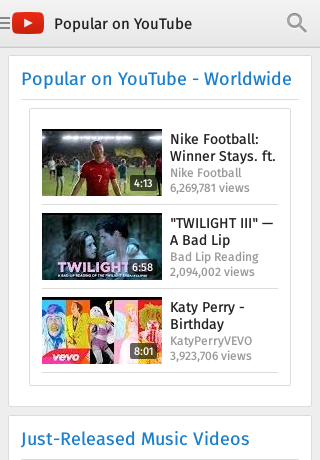 Popular on YouTube
Popular on YouTube - Worldwide
Nike Football:
Winner Stays. ft.
Nike Football
6,269,781 views
4:13
"TWILIGHT III" —
A Bad Lip
Bad Lip Reading
2,094,002 views
TWILIGHT
A BAD LIP READING OF THE TWILIGHT SAGA
6:58
Katy Perry -
Birthday
KatyPerryVEVO
3,923,706 views
vevo
8:01
Just-Released Music Videos